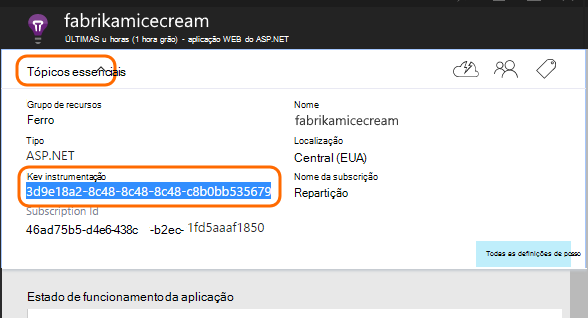 fabrikamicecream
ÚLTIMAS u horas (1 hora grão) - aplicação WEB do ASP.NET
Tópicos essenciais
Grupo de recursos
Ferro
Nome
fabrikamicecream
Tipo
ASP.NET
Localização
Central (EUA)
Kev instrumentação
3d9e18a2-8c48-8c48-8c48-c8b0bb535679
Nome da subscrição
Repartição
Subscription Id
46ad75b5-d4e6-438c -b2ec- 1fd5aaaf1850
Todas as definições de posso
Estado de funcionamento da aplicação